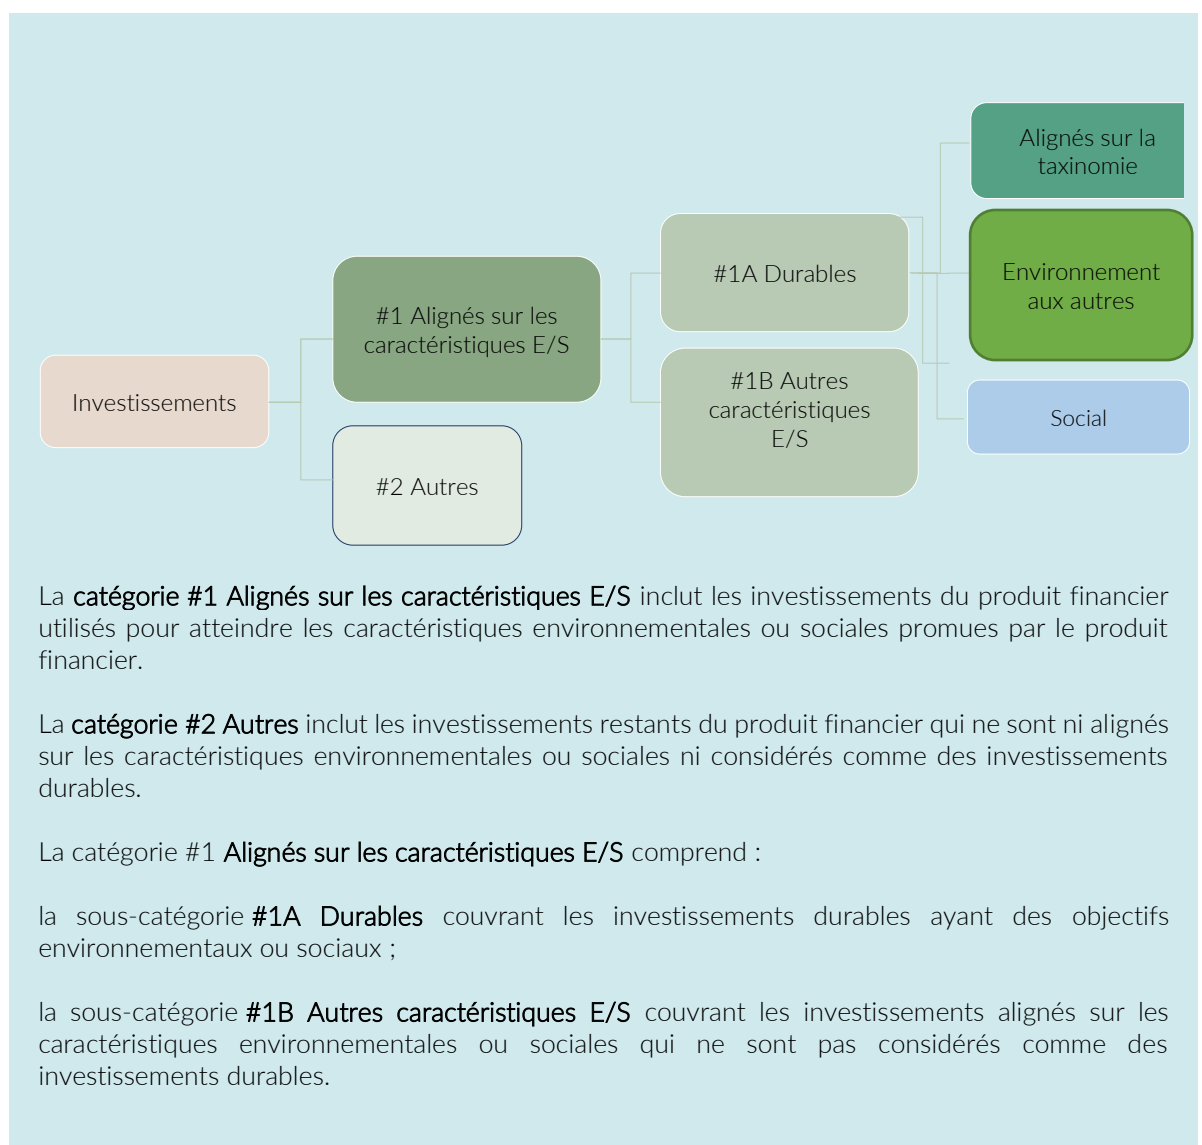 Alignés sur la
taxinomie
Environnement
aux autres
Social
#1A Durables
#1B Autres
caractéristiques
E/S
#1 Alignés sur les
caractéristiques E/S
#2 Autres
Investissements
La catégorie #1 Alignés sur les caractéristiques E/S inclut les investissements du produit financier
utilisés pour atteindre les caractéristiques environnementales ou sociales promues par le produit
financier.
La catégorie #2 Autres inclut les investissements restants du produit financier qui ne sont ni alignés
sur les caractéristiques environnementales ou sociales ni considérés comme des investissements
durables.
La catégorie #1 Alignés sur les caractéristiques E/S comprend :
la sous-catégorie #1A Durables couvrant les investissements durables ayant des objectifs
environnementaux ou sociaux ;
la sous-catégorie #1B Autres caractéristiques E/S couvrant les investissements alignés sur les
caractéristiques environnementales ou sociales qui ne sont pas considérés comme des
investissements durables.